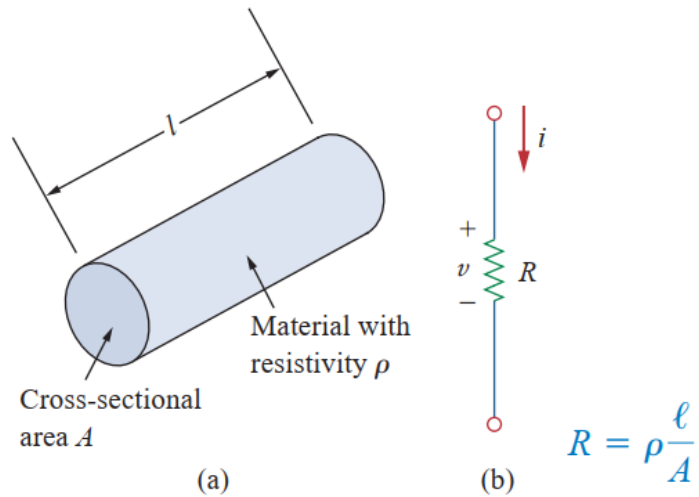 l
i
+
v
R
−
Material with
resistivity ρ
Cross-sectional
area A
(a)
(b)
R = ρ ℓ/A